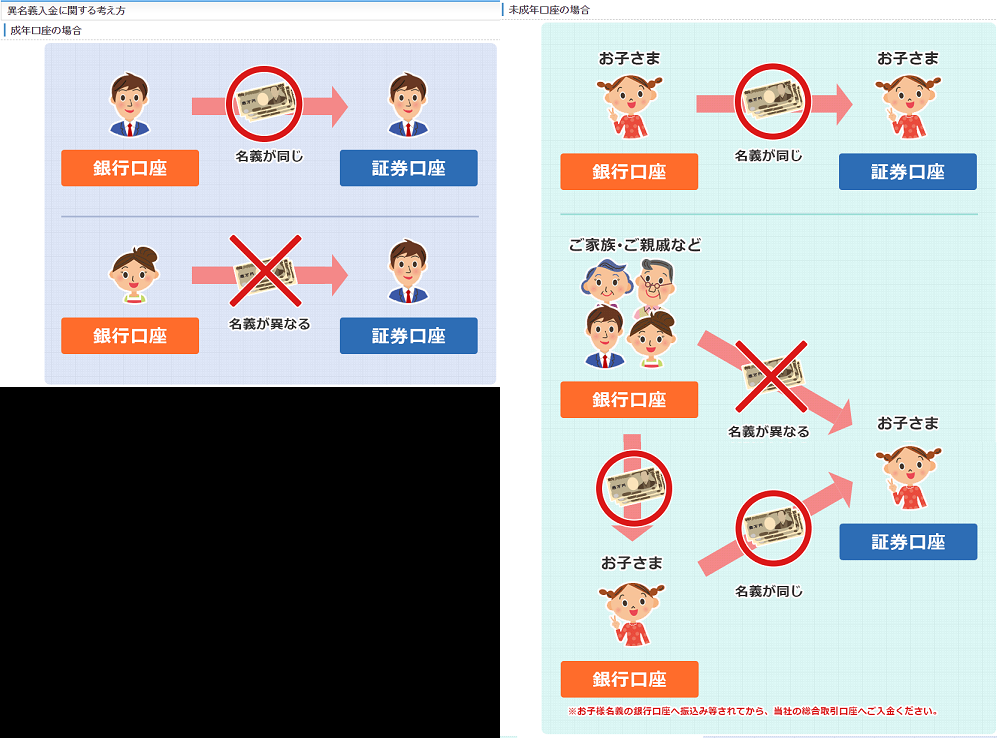 異名義入金に関する考え方
成年口座の場合
名義が同じ
銀行口座
証券口座
名義が異なる
銀行口座
証券口座
未成年口座の場合
お子さま
お子さま
名義が同じ
銀行口座
証券口座
ご家族・ご親戚など
銀行口座
名義が異なる
お子さま
証券口座
お子さま
名義が同じ
銀行口座
※お子様名義の銀行口座へ振込み等されてから、当社の総合取引口座へご入金ください。